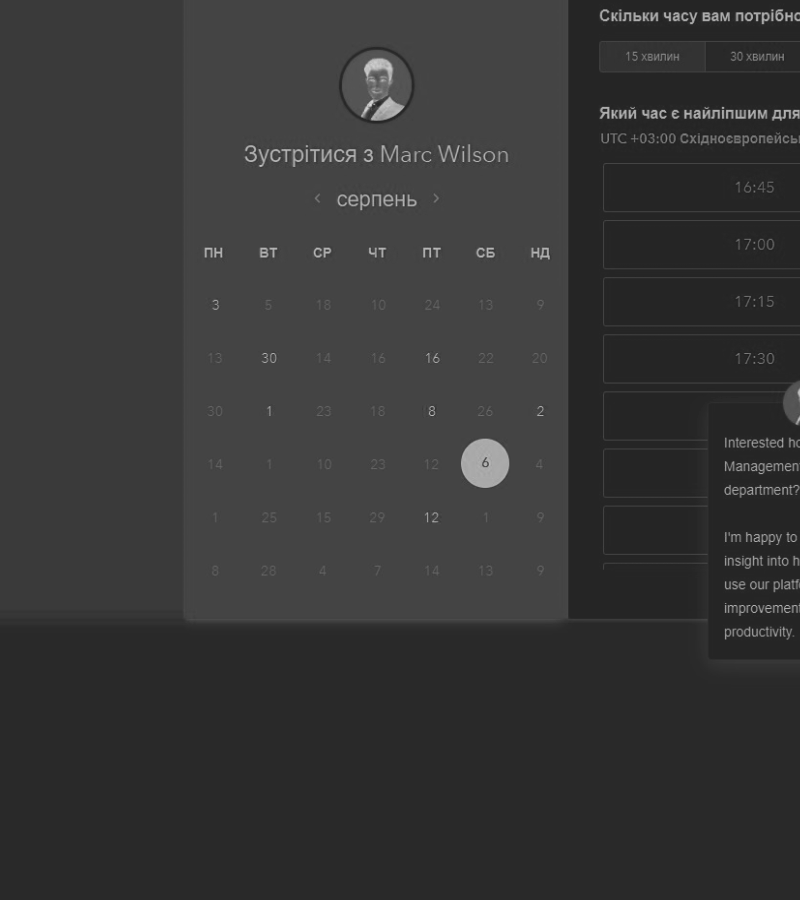 Зустрітися з Marc Wilson
серпень
ПН ВТ СР ЧТ ПТ СБ НД
3 5 18 10 24 13 9
13 30 14 16 16 22 20
30 1 23 18 8 26 2
14 1 10 23 12 6 4
1 25 15 29 12 1 9
8 28 4 7 14 13 9
Скільки часу вам потрібно
15 хвилин 30 хвилин
Який час є найліпшим для
UTC +03:00 Східноєвропейсь
16:45
17:00
17:15
17:30
Interested ho
Management
department?
I'm happy to
insight into h
use our platf
improvement
productivity.